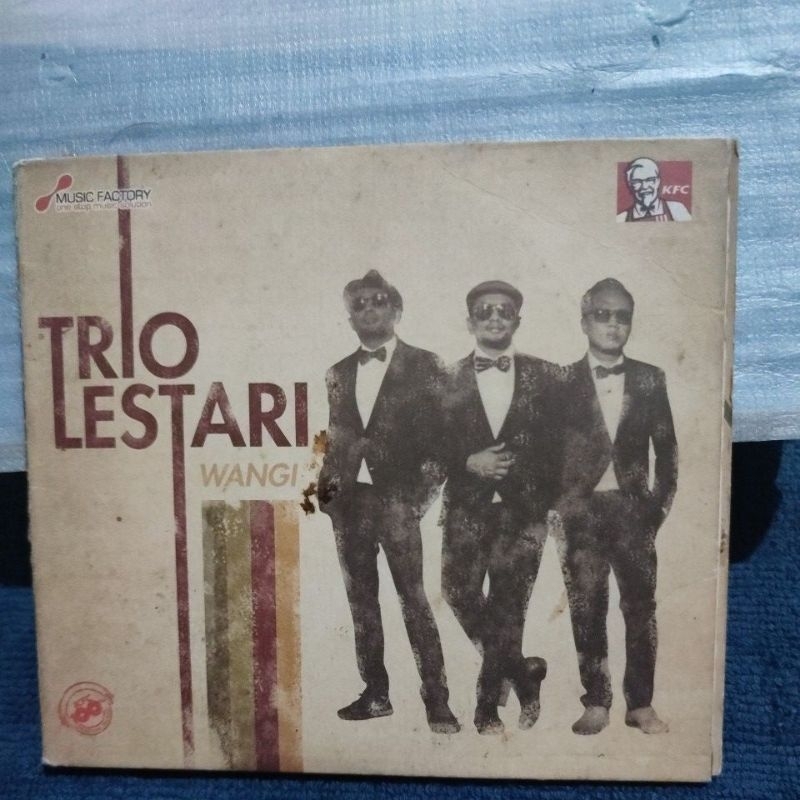 MUSIC FACTORY
one stop music solution
KFC
TRIO
LESTARI
WANGI